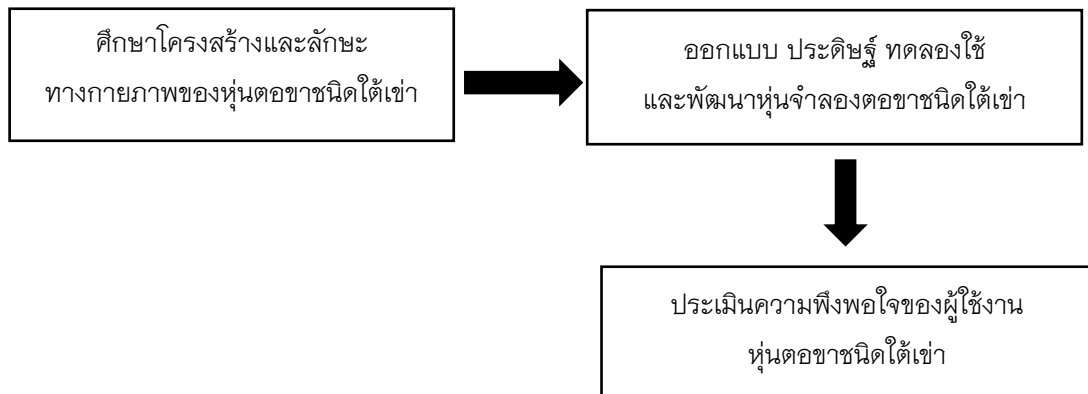 ศึกษาโครงสร้างและลักษะ
ทางกายภาพของหุ่นตอขาชนิดใต้เข่า
ออกแบบ ประดิษฐ์ ทดลองใช้
และพัฒนาหุ่นจำลองตอขาชนิดใต้เข่า
ประเมินความพึงพอใจของผู้ใช้งาน
หุ่นตอขาชนิดใต้เข่า